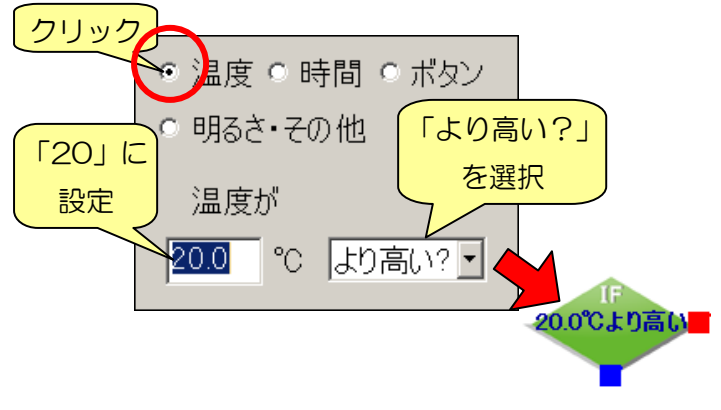 クリック
温度 時間 ボタン
明るさ・その他
「より高い?」
を選択
「20」に
設定
温度が
20.0 ℃ より高い?
IF
20.0℃より高い